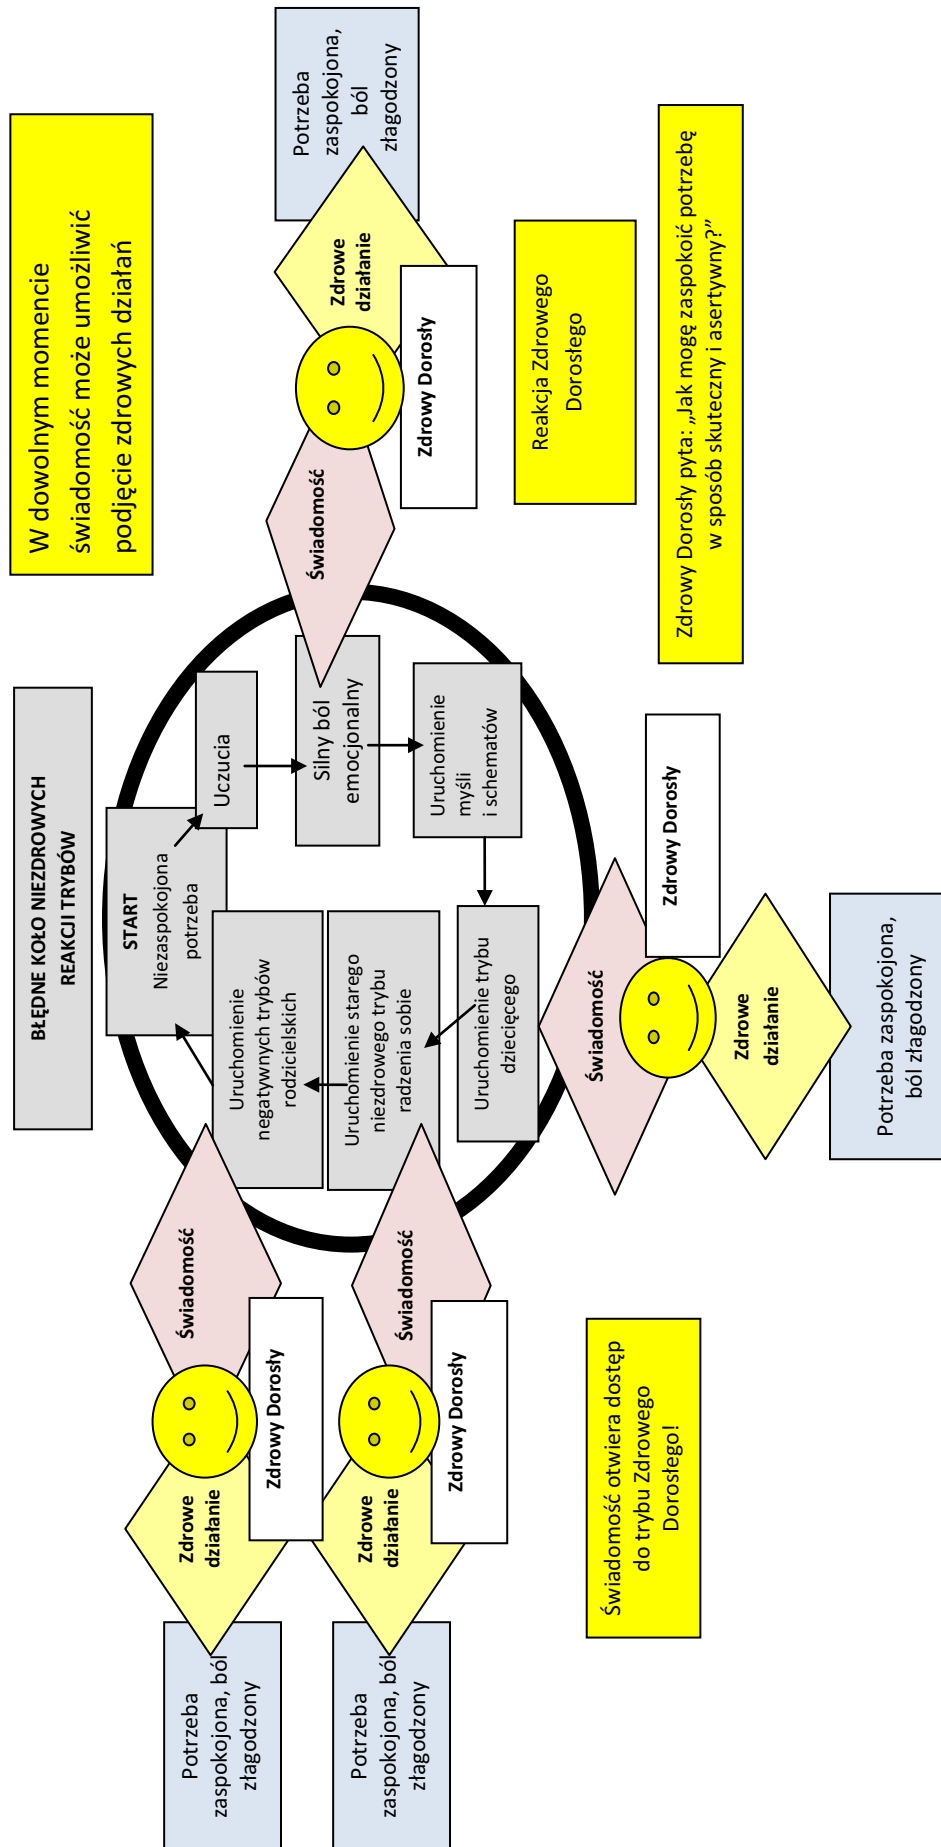 BŁĘDNE KOŁO NIEZDROWYCH
REAKCJI TRYBÓW
W dowolnym momencie
świadomość może umożliwić
podjęcie zdrowych działań
START
Niezaspokojona
potrzeba
Uczucia
Silny ból
emocjonalny
Uruchomienie
myśli
i schematów
Uruchomienie trybu
dziecięcego
Uruchomienie starego
niezdrowego trybu
radzenia sobie
Uruchomienie
negatywnych trybów
rodzicielskich
Świadomość
Zdrowy Dorosły
Zdrowe
działanie
Potrzeba
zaspokojona, ból
złagodzony
Świadomość
Zdrowy Dorosły
Zdrowe
działanie
Potrzeba
zaspokojona, ból
złagodzony
Świadomość
Zdrowy Dorosły
Zdrowe
działanie
Potrzeba
zaspokojona,
ból
złagodzony
Świadomość
Zdrowy Dorosły
Zdrowe
działanie
Potrzeba zaspokojona,
ból złagodzony
Reakcja Zdrowego
Dorosłego
Świadomość otwiera dostęp
do trybu Zdrowego
Dorosłego!
Zdrowy Dorosły pyta: „Jak mogę zaspokoić potrzebę
w sposób skuteczny i asertywny?”